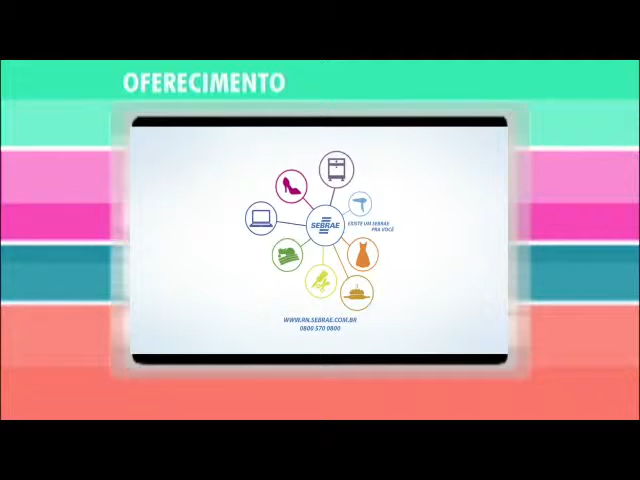 OFERECIMENTO
SEBRAE
EXISTE UM SEBRAE
PRA VOCÊ
WWW.RN.SEBRAE.COM.BR
0800 570 0800